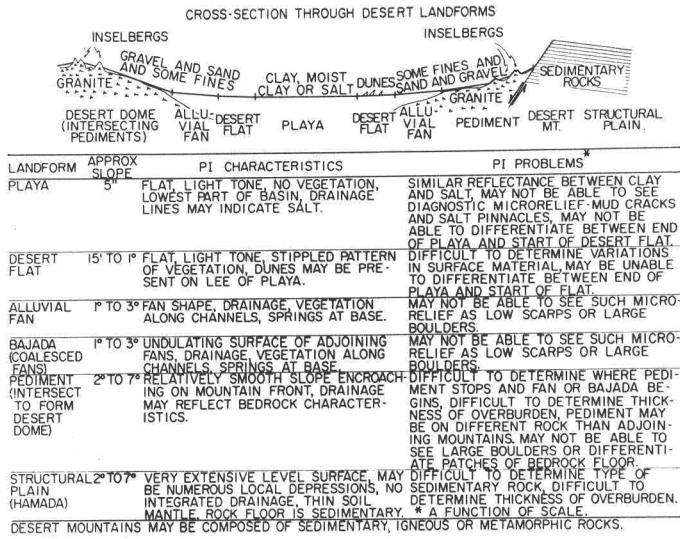 CROSS-SECTION THROUGH DESERT LANDFORMS
INSELBERGS
INSELBERGS
GRAVEL AND SAND
AND SOME FINES
CLAY, MOIST
CLAY OR SALT
DUNES
SOME FINES AND
SAND AND GRAVEL
SEDIMENTARY
ROCKS
GRANITE
GRANITE
DESERT DOME
(INTERSECTING
PEDIMENTS)
ALLU-
VIAL
FAN
DESERT
FLAT
PLAYA
DESERT
FLAT
ALLU-
VIAL
FAN
PEDIMENT
DESERT
MT.
STRUCTURAL
PLAIN.
LANDFORM APPROX SLOPE PI CHARACTERISTICS PI PROBLEMS*
PLAYA 5" FLAT, LIGHT TONE, NO VEGETATION,
LOWEST PART OF BASIN, DRAINAGE
LINES MAY INDICATE SALT.
SIMILAR REFLECTANCE BETWEEN CLAY
AND SALT, MAY NOT BE ABLE TO SEE
DIAGNOSTIC MICRORELIEF-MUD CRACKS
AND SALT PINNACLES, MAY NOT BE
ABLE TO DIFFERENTIATE BETWEEN END
OF PLAYA AND START OF DESERT FLAT.
DESERT
FLAT
15' TO 1° FLAT, LIGHT TONE, STIPPLED PATTERN
OF VEGETATION, DUNES MAY BE PRE-
SENT ON LEE OF PLAYA.
DIFFICULT TO DETERMINE VARIATIONS
IN SURFACE MATERIAL, MAY BE UNABLE
TO DIFFERENTIATE BETWEEN END OF
PLAYA AND START OF FLAT.
ALLUVIAL
FAN
1° TO 3° FAN SHAPE, DRAINAGE, VEGETATION
ALONG CHANNELS, SPRINGS AT BASE.
MAY NOT BE ABLE TO SEE SUCH MICRO-
RELIEF AS LOW SCARPS OR LARGE
BOULDERS.
BAJADA
(COALESCED
FANS)
1° TO 3° UNDULATING SURFACE OF ADJOINING
FANS, DRAINAGE, VEGETATION ALONG
CHANNELS, SPRINGS AT BASE.
MAY NOT BE ABLE TO SEE SUCH MICRO-
RELIEF AS LOW SCARPS OR LARGE
BOULDERS.
PEDIMENT
(INTERSECT
TO FORM
DESERT
DOME)
2° TO 7° RELATIVELY SMOOTH SLOPE ENCROACH-
ING ON MOUNTAIN FRONT, DRAINAGE
MAY REFLECT BEDROCK CHARACTER-
ISTICS.
DIFFICULT TO DETERMINE WHERE PEDI-
MENT STOPS AND FAN OR BAJADA BE-
GINS, DIFFICULT TO DETERMINE THICK-
NESS OF OVERBURDEN, PEDIMENT MAY
BE ON DIFFERENT ROCK THAN ADJOIN-
ING MOUNTAINS. MAY NOT BE ABLE TO
SEE LARGE BOULDERS OR DIFFERENTI-
ATE PATCHES OF BEDROCK FLOOR.
STRUCTURAL
PLAIN
(HAMADA)
2° TO 7° VERY EXTENSIVE LEVEL SURFACE, MAY
BE NUMEROUS LOCAL DEPRESSIONS, NO
INTEGRATED DRAINAGE, THIN SOIL
MANTLE, ROCK FLOOR IS SEDIMENTARY.
DIFFICULT TO DETERMINE TYPE OF
SEDIMENTARY ROCK, DIFFICULT TO
DETERMINE THICKNESS OF OVERBURDEN.
* A FUNCTION OF SCALE.
DESERT MOUNTAINS MAY BE COMPOSED OF SEDIMENTARY, IGNEOUS OR METAMORPHIC ROCKS.